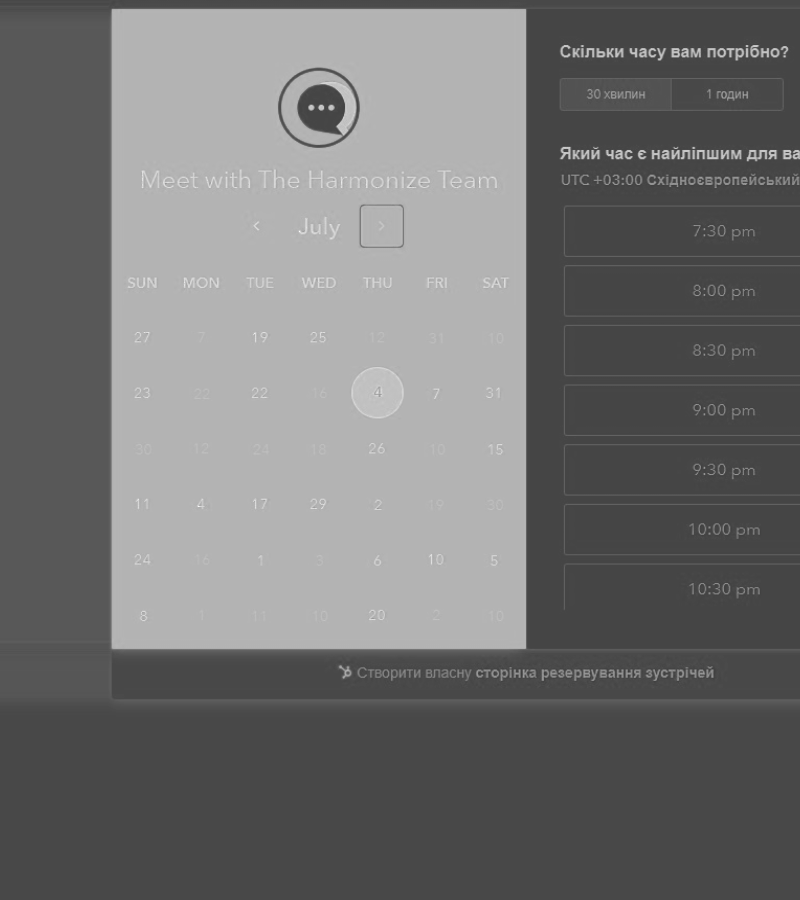 Meet with The Harmonize Team
July
SUN MON TUE WED THU FRI SAT
27 7 19 25 12 31 10
23 22 22 16 4 7 31
30 12 24 18 26 10 15
11 4 17 29 2 19 30
24 16 1 3 6 10 5
8 1 11 10 20 2 10
Скільки часу вам потрібно?
30 хвилин 1 годин
Який час є найліпшим для
UTC +03:00 Східноєвропейський
7:30 pm
8:00 pm
8:30 pm
9:00 pm
9:30 pm
10:00 pm
10:30 pm
Створити власну сторінка резервування зустрічей